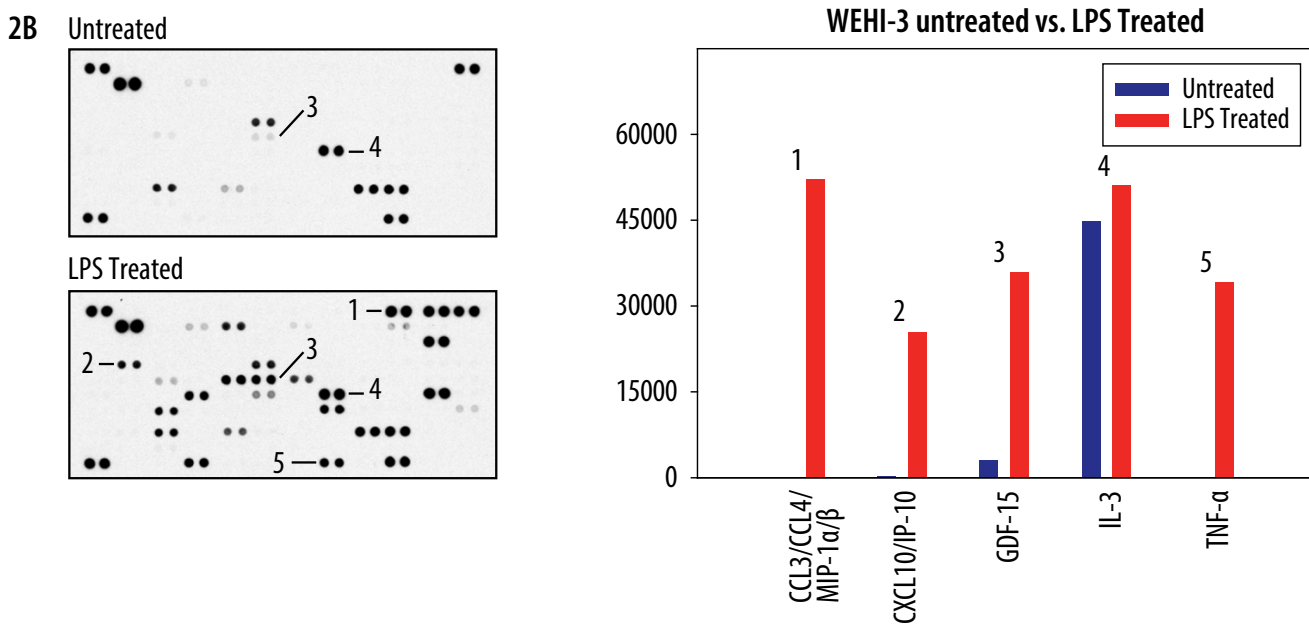 2B
Untreated
3
4
LPS Treated
1
2
3
4
5
WEHI-3 untreated vs. LPS Treated
Untreated
LPS Treated
60000
45000
30000
15000
0
1
2
3
4
5
CCL3/CCL4/
MIP-1α/β
CXCL10/IP-10
GDF-15
IL-3
TNF-α